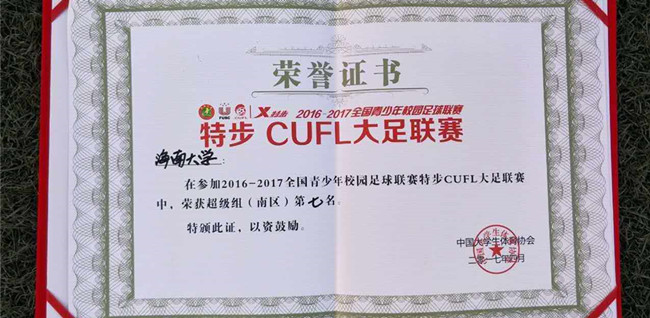 荣誉证书
FUSC 特步 2016-2017全国青少年校园足球联赛
特步 CUFL大足联赛
海南大学:
在参加2016-2017全国青少年校园足球联赛特步CUFL大足联赛
中，荣获超级组（南区）第七名。
特颁此证，以资鼓励。
中国大学生体育协会
二〇一七年四月